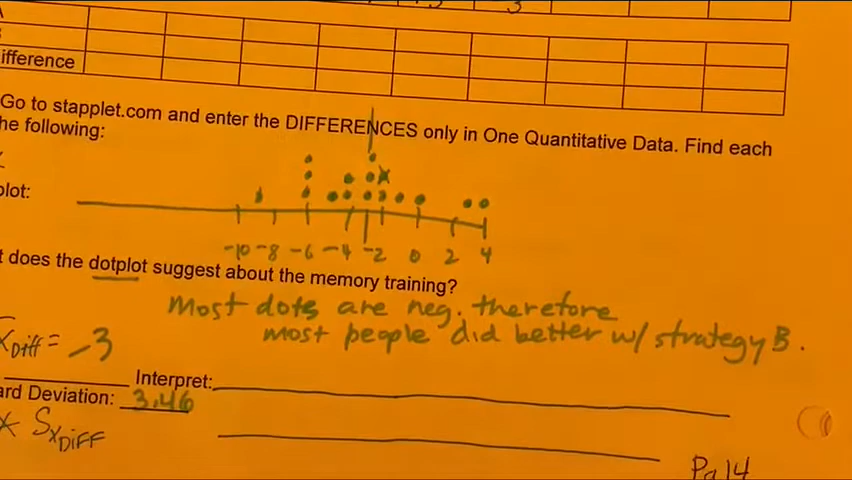 3
ifference
Go to stapplet.com and enter the DIFFERENCES only in One Quantitative Data. Find each
he following:
plot:
-10 -8 -6 -4 -2 0 2 4
t does the dotplot suggest about the memory training?
Most dots are neg. therefore
most people did better w/ strategy B.
x̄Diff = -3
Interpret:
ard Deviation: 3.46
* SxDIFF
Pg 14